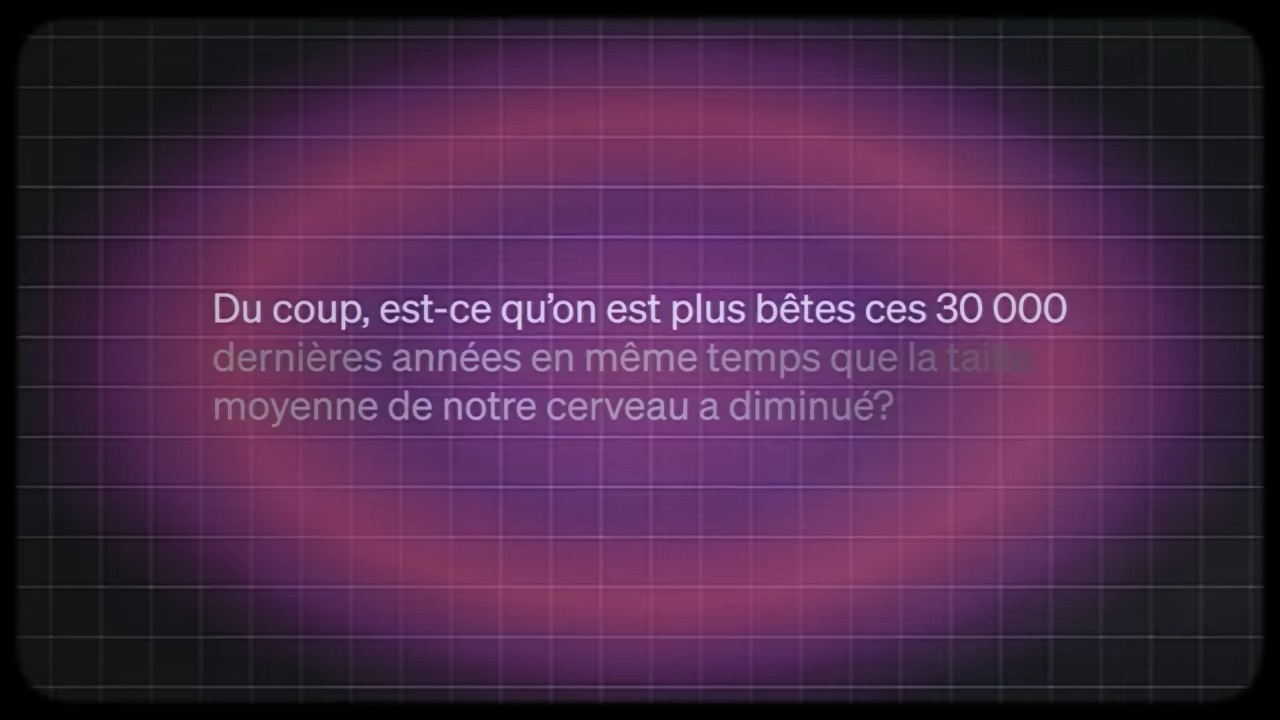 Du coup, est-ce qu’on est plus bêtes ces 30 000
dernières années en même temps que la taille
moyenne de notre cerveau a diminué?